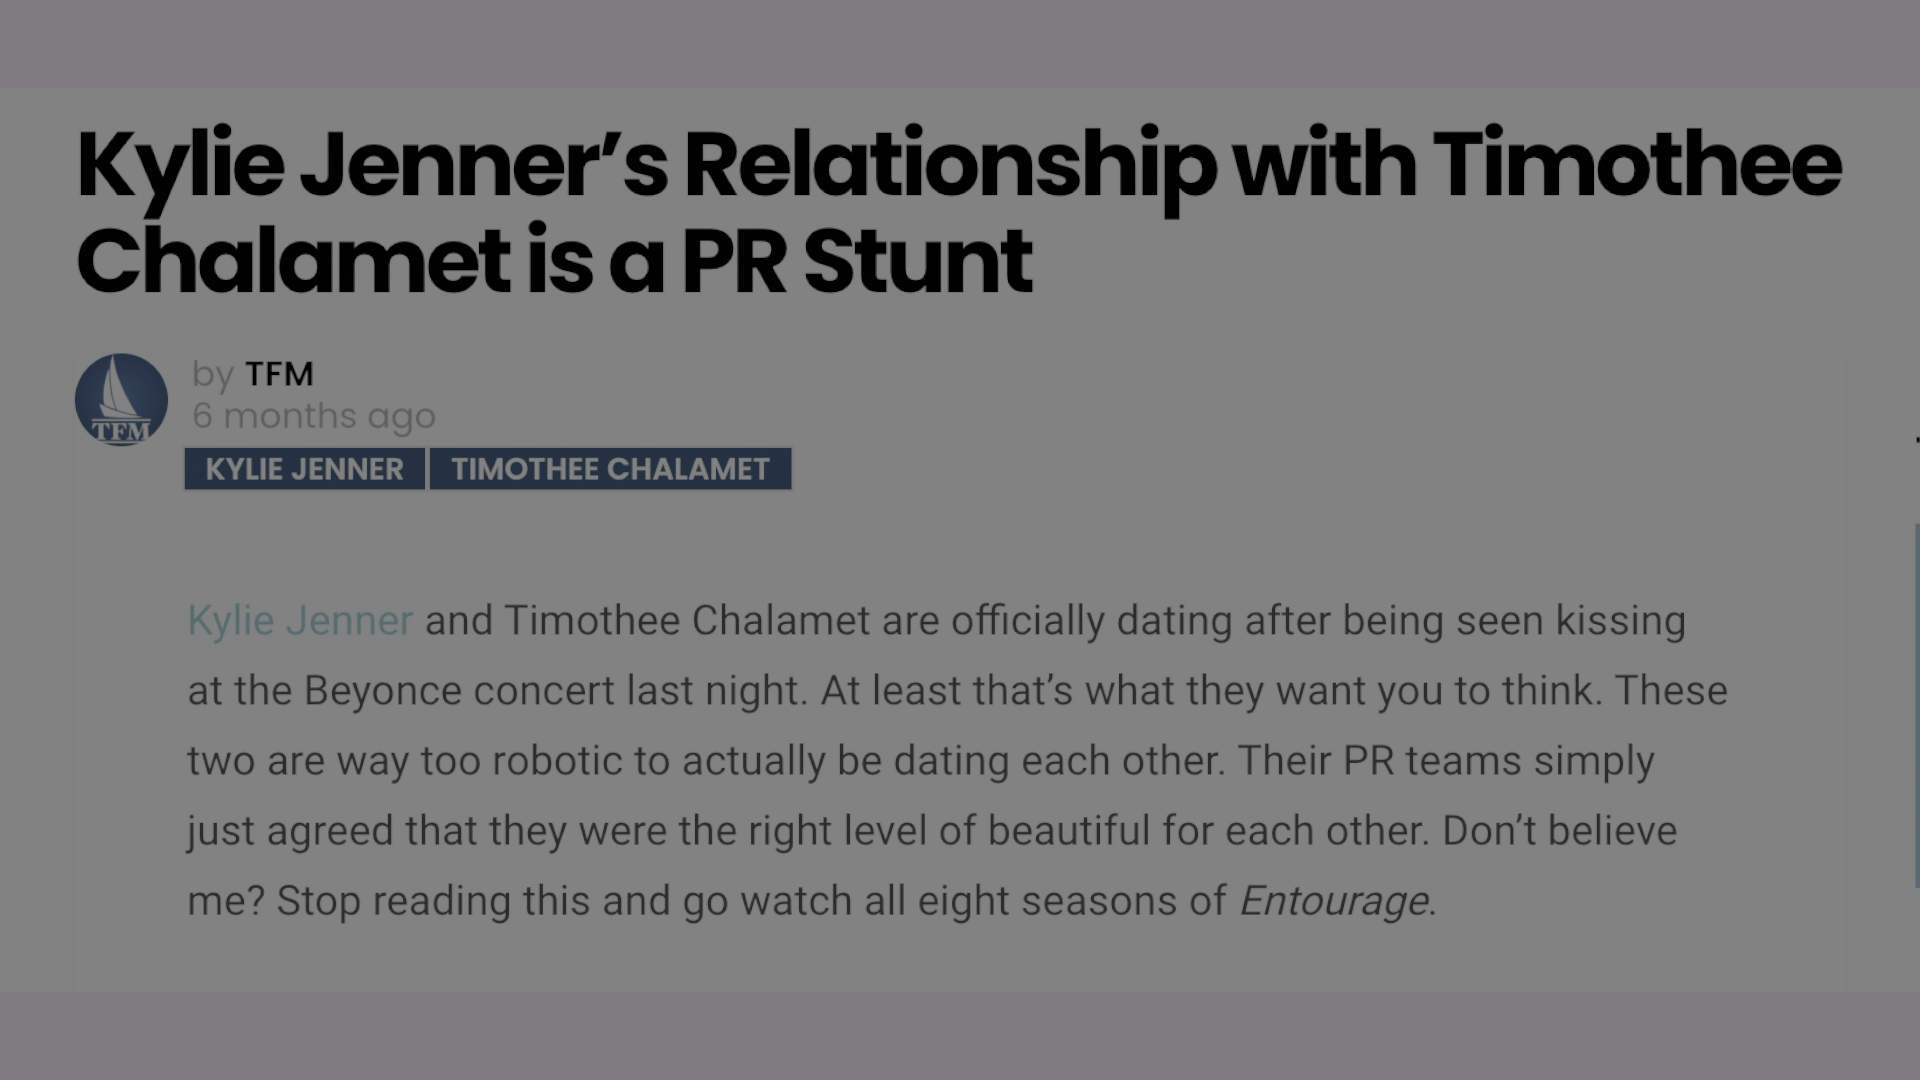 Kylie Jenner’s Relationship with Timothee
Chalamet is a PR Stunt
by TFM
6 months ago
TFM
KYLIE JENNER TIMOTHEE CHALAMET
Kylie Jenner and Timothee Chalamet are officially dating after being seen kissing
at the Beyonce concert last night. At least that’s what they want you to think. These
two are way too robotic to actually be dating each other. Their PR teams simply
just agreed that they were the right level of beautiful for each other. Don’t believe
me? Stop reading this and go watch all eight seasons of Entourage.